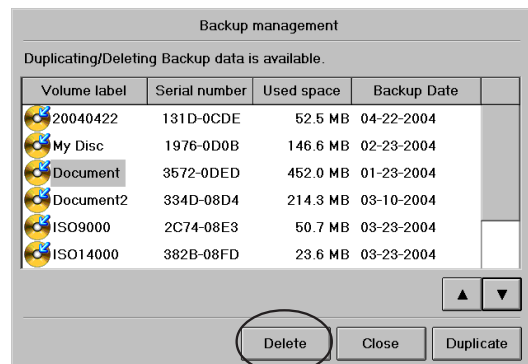 Backup management
Duplicating/Deleting Backup data is available.
Volume label Serial number Used space Backup Date
20040422 131D-0CDE 52.5 MB 04-22-2004
My Disc 1976-0D0B 146.6 MB 02-23-2004
Document 3572-0DED 452.0 MB 01-23-2004
Document2 334D-08D4 214.3 MB 03-10-2004
ISO9000 2C74-08E3 50.7 MB 03-23-2004
ISO14000 382B-08FD 23.6 MB 03-23-2004
Delete Close Duplicate